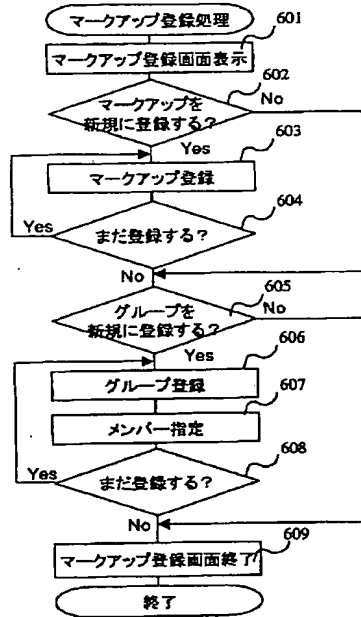 マークアップ登録処理
601
マークアップ登録画面表示
602
マークアップを
新規に登録する?
No
Yes
603
マークアップ登録
604
Yes
まだ登録する?
No
605
グループを
新規に登録する?
No
Yes
606
グループ登録
607
メンバー指定
608
Yes
まだ登録する?
No
609
マークアップ登録画面終了
終了